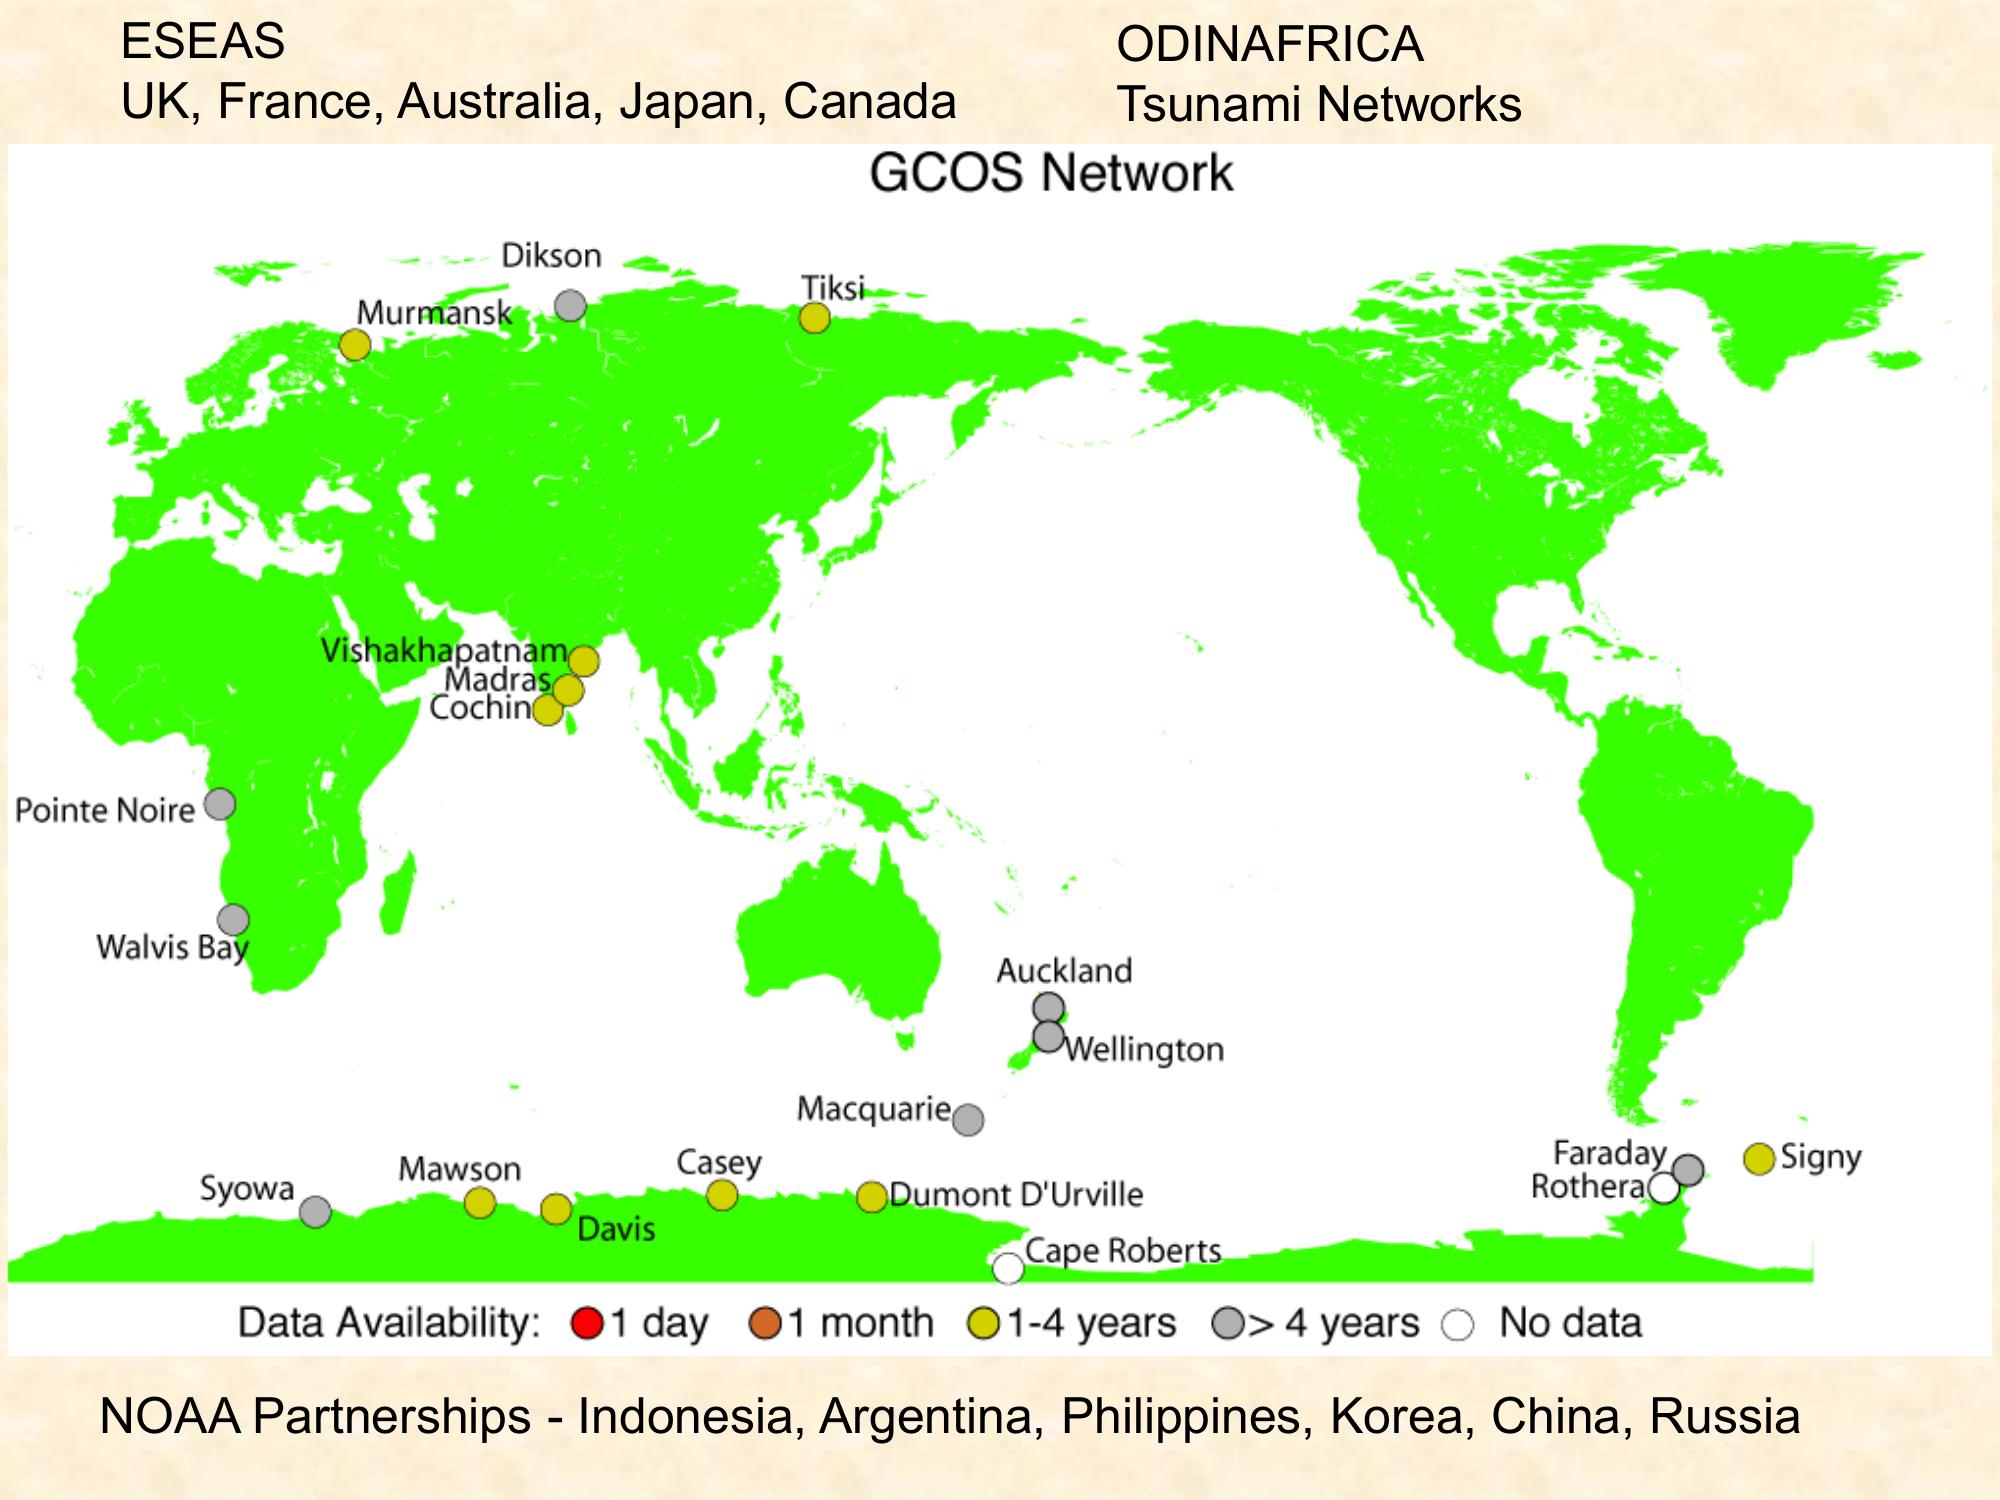 ESEAS
UK, France, Australia, Japan, Canada
ODINAFRICA
Tsunami Networks
GCOS Network
Dikson
Tiksi
Murmansk
Vishakhapatnam
Madras
Cochin
Pointe Noire
Walvis Bay
Auckland
Wellington
Macquarie
Faraday
Signy
Rothera
Casey
Mawson
Syowa
Dumont D'Urville
Davis
Cape Roberts
Data Availability: 1 day 1 month 1-4 years > 4 years No data
NOAA Partnerships - Indonesia, Argentina, Philippines, Korea, China, Russia